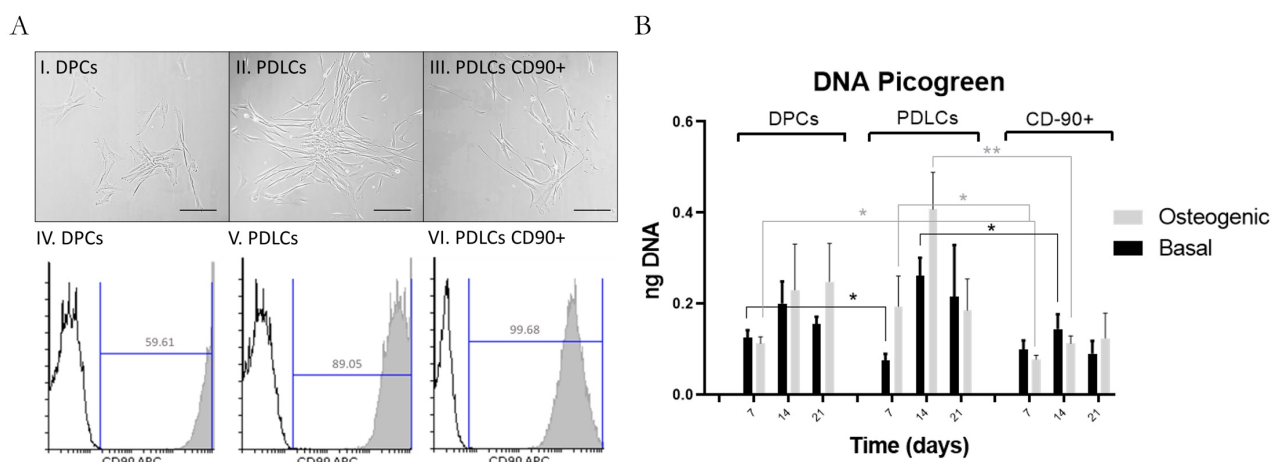 A
B
I. DPCs
II. PDLCs
III. PDLCs CD90+
IV. DPCs
V. PDLCs
VI. PDLCs CD90+
59.61
89.05
99.68
CD90 APC
CD90 APC
CD90 APC
DNA Picogreen
DPCs
PDLCs
CD-90+
**
*
*
*
*
0.6
0.4
0.2
0.0
ng DNA
7
14
21
7
14
21
7
14
21
Time (days)
Osteogenic
Basal